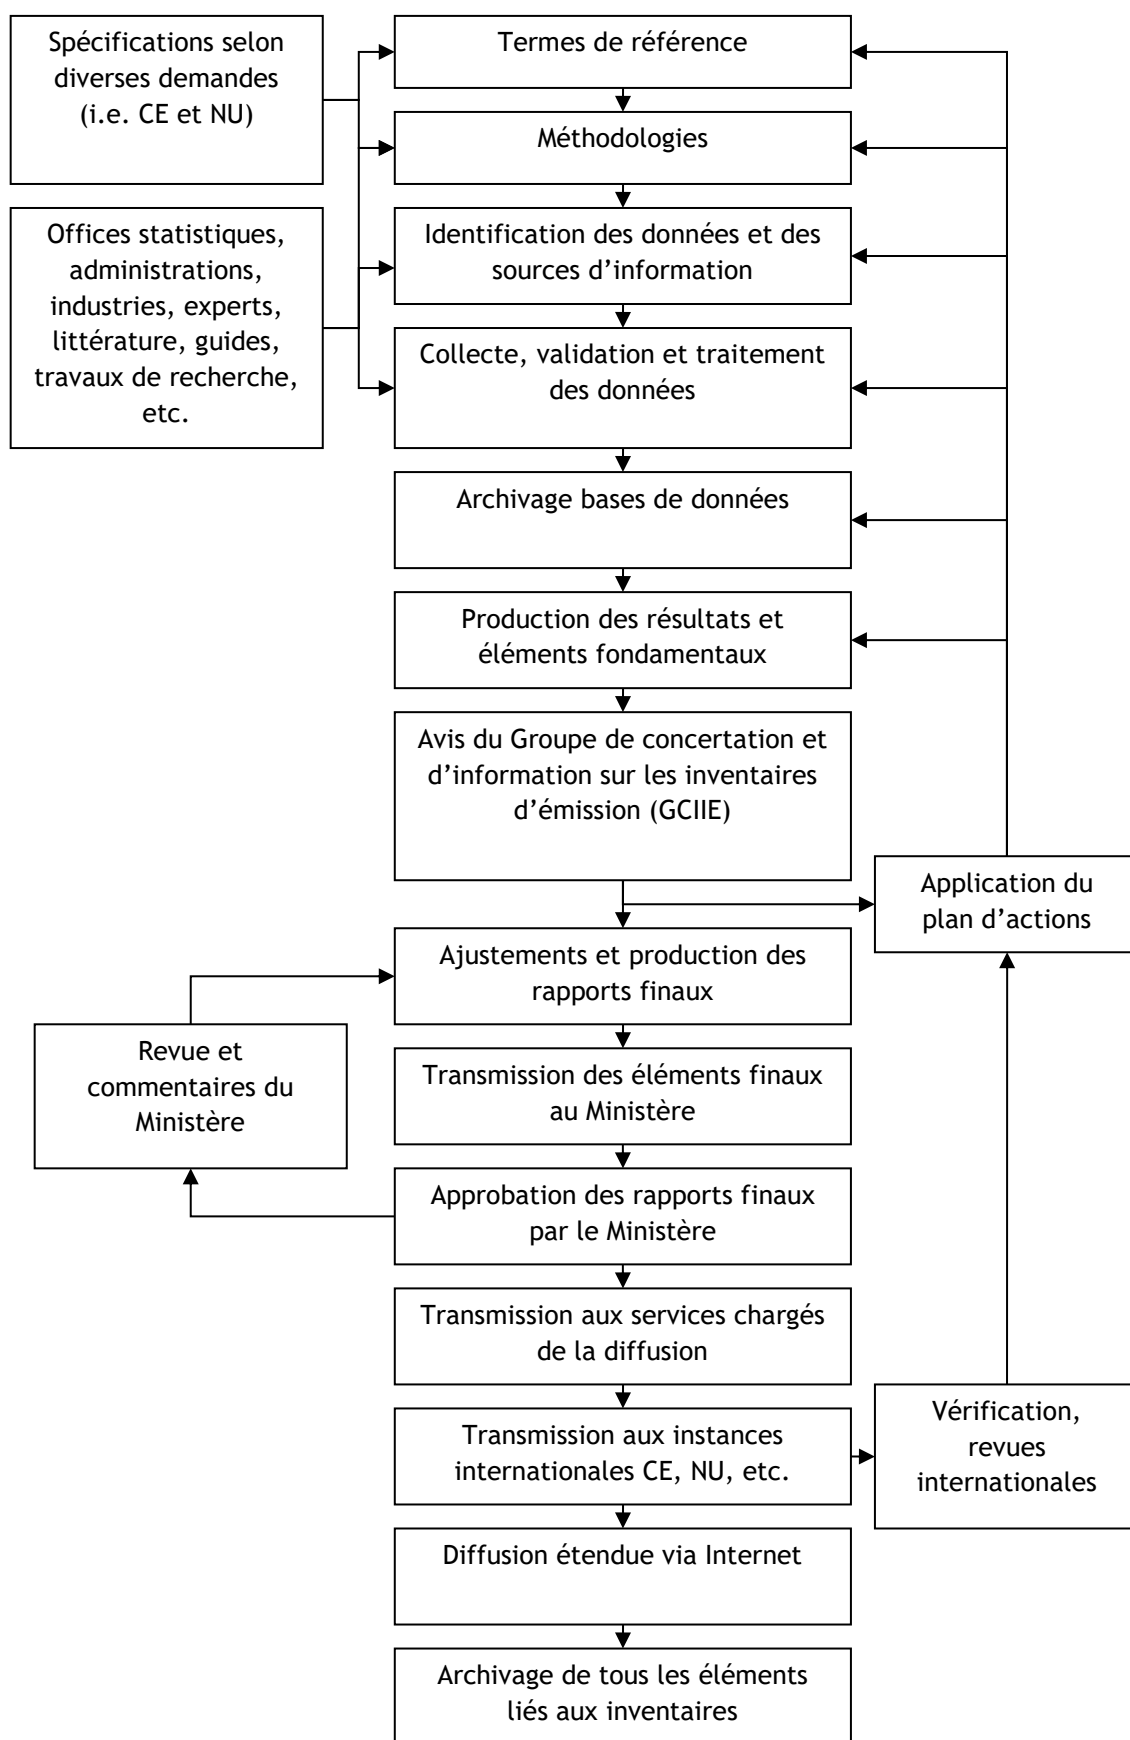 Spécifications selon
diverses demandes
(i.e. CE et NU)
Offices statistiques,
administrations,
industries, experts,
littérature, guides,
travaux de recherche,
etc.
Termes de référence
Méthodologies
Identification des données et des
sources d’information
Collecte, validation et traitement
des données
Archivage bases de données
Production des résultats et
éléments fondamentaux
Avis du Groupe de concertation et
d’information sur les inventaires
d’émission (GCIIE)
Application du
plan d’actions
Ajustements et production des
rapports finaux
Revue et
commentaires du
Ministère
Transmission des éléments finaux
au Ministère
Approbation des rapports finaux
par le Ministère
Transmission aux services chargés
de la diffusion
Transmission aux instances
internationales CE, NU, etc.
Vérification,
revues
internationales
Diffusion étendue via Internet
Archivage de tous les éléments
liés aux inventaires